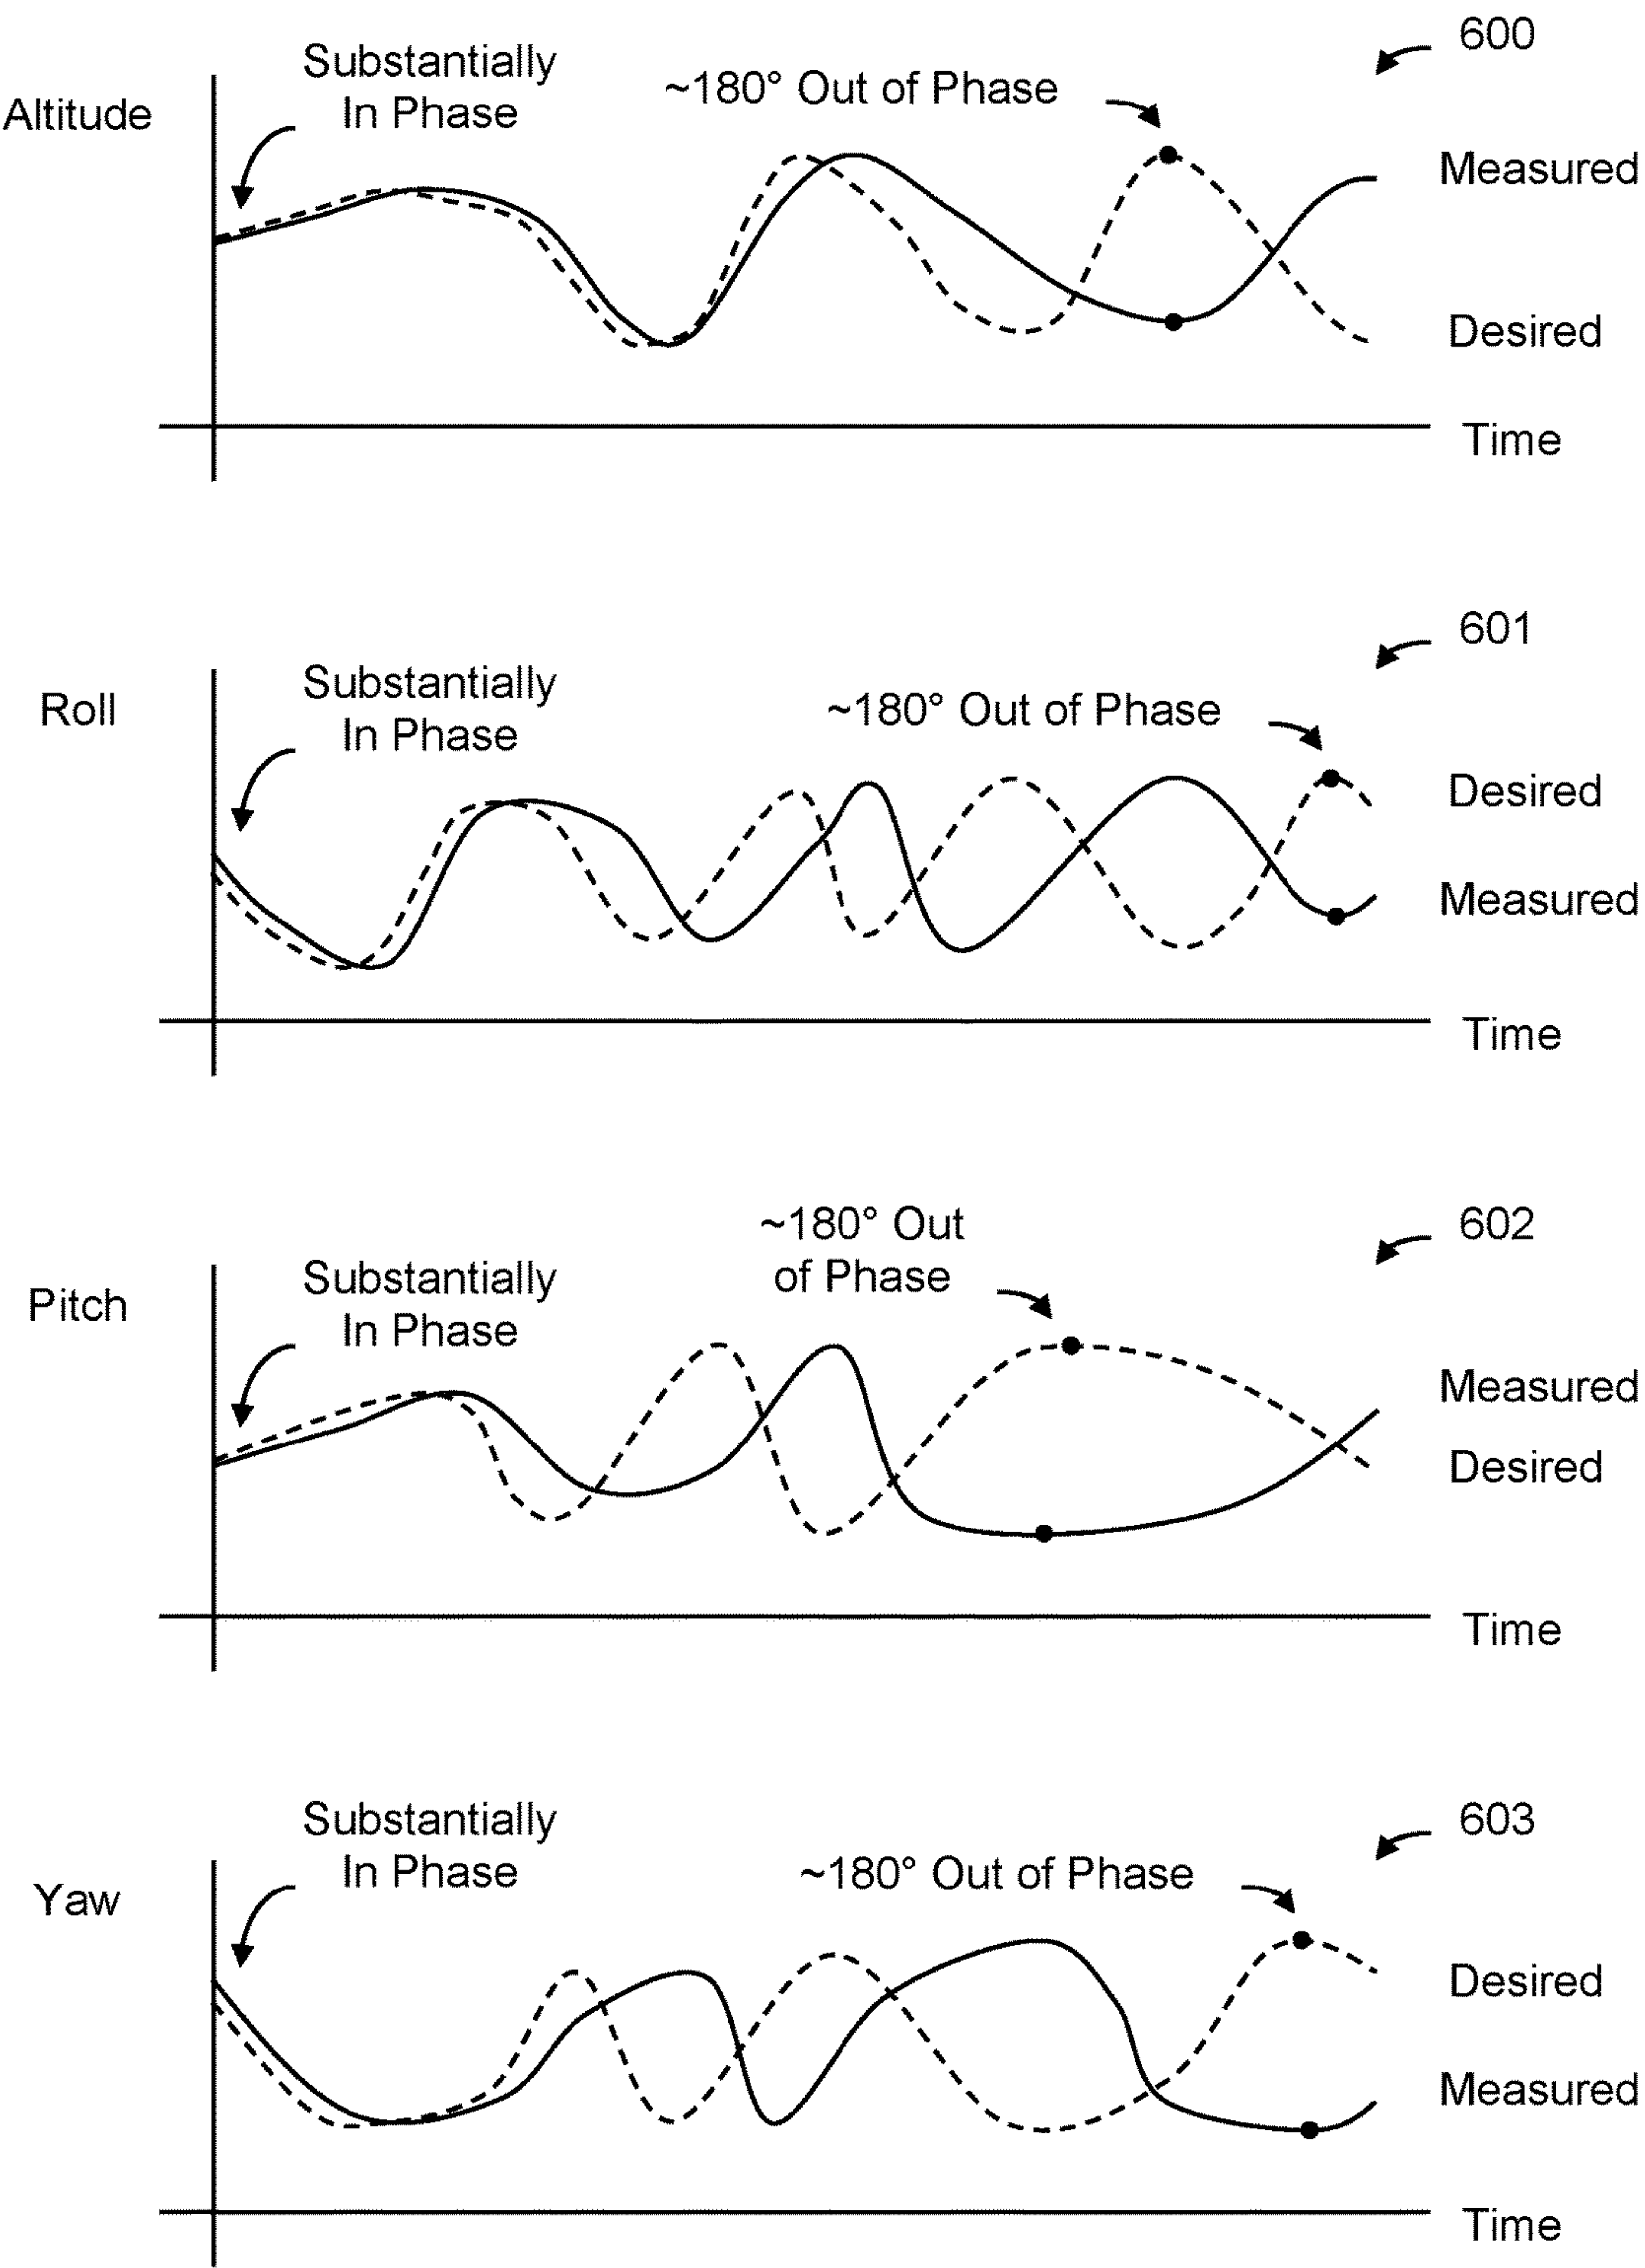 600
Substantially
In Phase
~180° Out of Phase
Altitude
Measured
Desired
Time
601
Substantially
In Phase
~180° Out of Phase
Roll
Desired
Measured
Time
602
~180° Out
of Phase
Substantially
In Phase
Pitch
Measured
Desired
Time
603
Substantially
In Phase
~180° Out of Phase
Yaw
Desired
Measured
Time